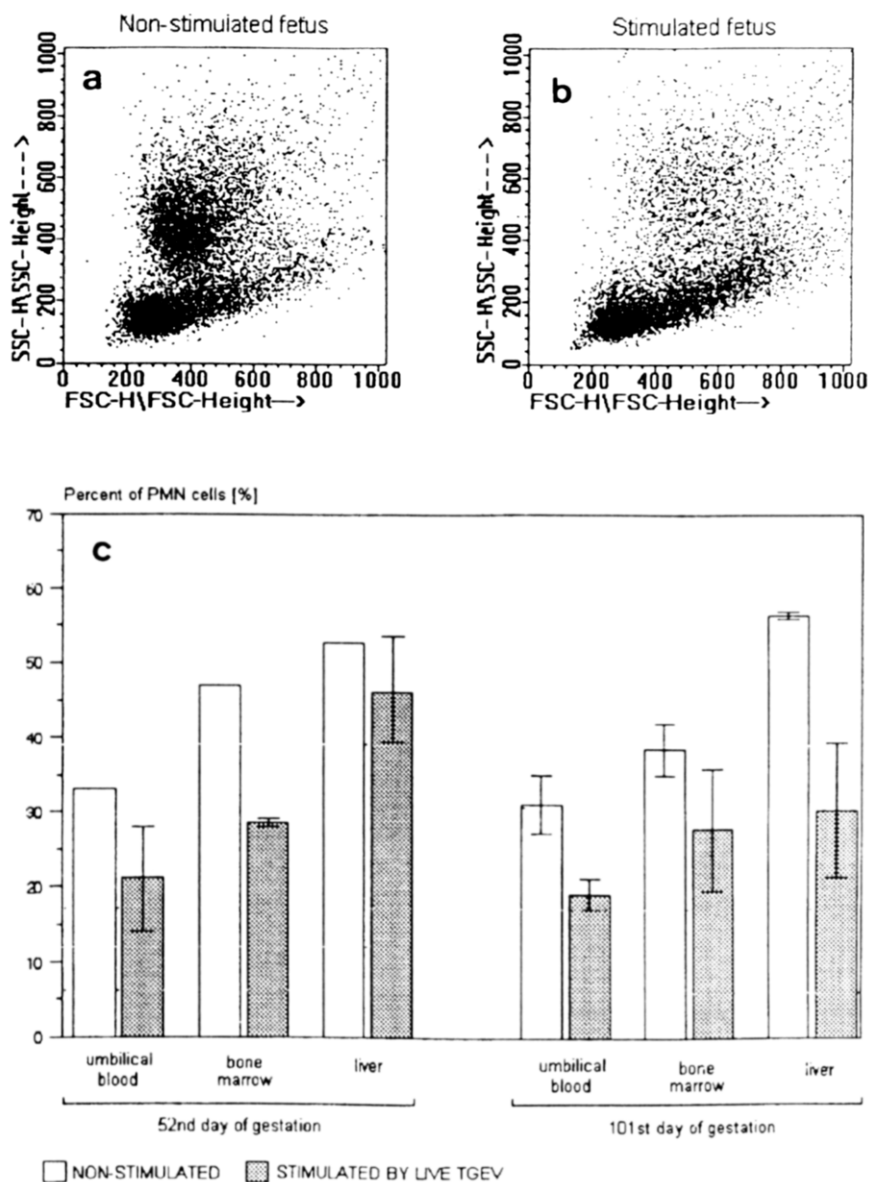 Non-stimulated fetus
Stimulated fetus
a
SSC-H\SSC-Height--->
1000
800
600
400
200
0
0 200 400 600 800 1000
FSC-H\FSC-Height-->
b
SSC-H\SSC-Height--->
1000
800
600
400
200
0
200 400 600 800 1000
FSC-H\FSC-Height-->
Percent of PMN cells [%]
c
70
60
50
40
30
20
10
0
umbilical blood
bone marrow
liver
umbilical blood
bone marrow
liver
52nd day of gestation
101st day of gestation
NON-STIMULATED
STIMULATED BY LIVE TGEV